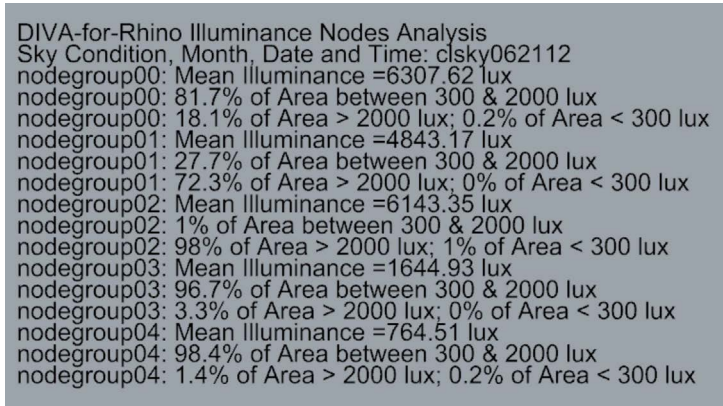 DIVA-for-Rhino Illuminance Nodes Analysis
Sky Condition, Month, Date and Time: clsky062112
nodegroup00: Mean Illuminance =6307.62 lux
nodegroup00: 81.7% of Area between 300 & 2000 lux
nodegroup00: 18.1% of Area > 2000 lux; 0.2% of Area < 300 lux
nodegroup01: Mean Illuminance =4843.17 lux
nodegroup01: 27.7% of Area between 300 & 2000 lux
nodegroup01: 72.3% of Area > 2000 lux; 0% of Area < 300 lux
nodegroup02: Mean Illuminance =6143.35 lux
nodegroup02: 1% of Area between 300 & 2000 lux
nodegroup02: 98% of Area > 2000 lux; 1% of Area < 300 lux
nodegroup03: Mean Illuminance =1644.93 lux
nodegroup03: 96.7% of Area between 300 & 2000 lux
nodegroup03: 3.3% of Area > 2000 lux; 0% of Area < 300 lux
nodegroup04: Mean Illuminance =764.51 lux
nodegroup04: 98.4% of Area between 300 & 2000 lux
nodegroup04: 1.4% of Area > 2000 lux; 0.2% of Area < 300 lux